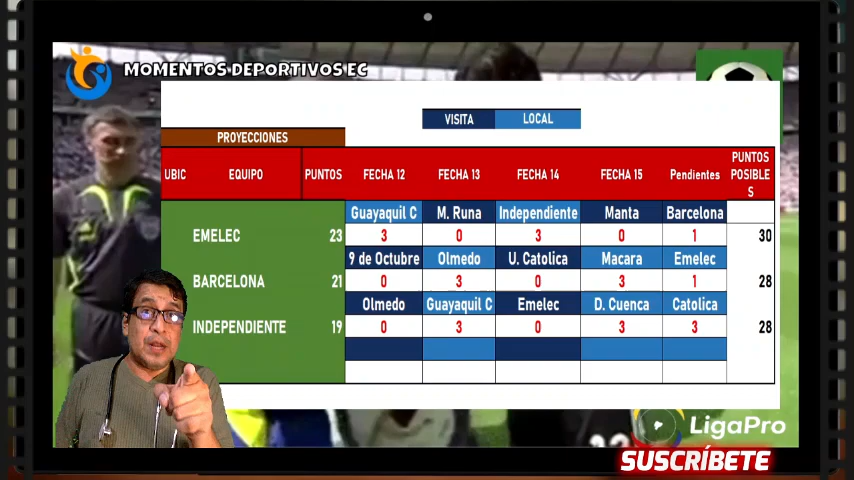 MOMENTOS DEPORTIVOS EC
VISITA LOCAL
PROYECCIONES
UBIC EQUIPO PUNTOS FECHA 12 FECHA 13 FECHA 14 FECHA 15 Pendientes PUNTOS POSIBLE S
Guayaquil C M. Runa Independiente Manta Barcelona
EMELEC 23 3 0 3 0 1 30
9 de Octubre Olmedo U. Catolica Macara Emelec
BARCELONA 21 0 3 0 3 1 28
Olmedo Guayaquil C Emelec D. Cuenca Catolica
INDEPENDIENTE 19 0 3 0 3 3 28
LigaPro
SUSCRÍBETE